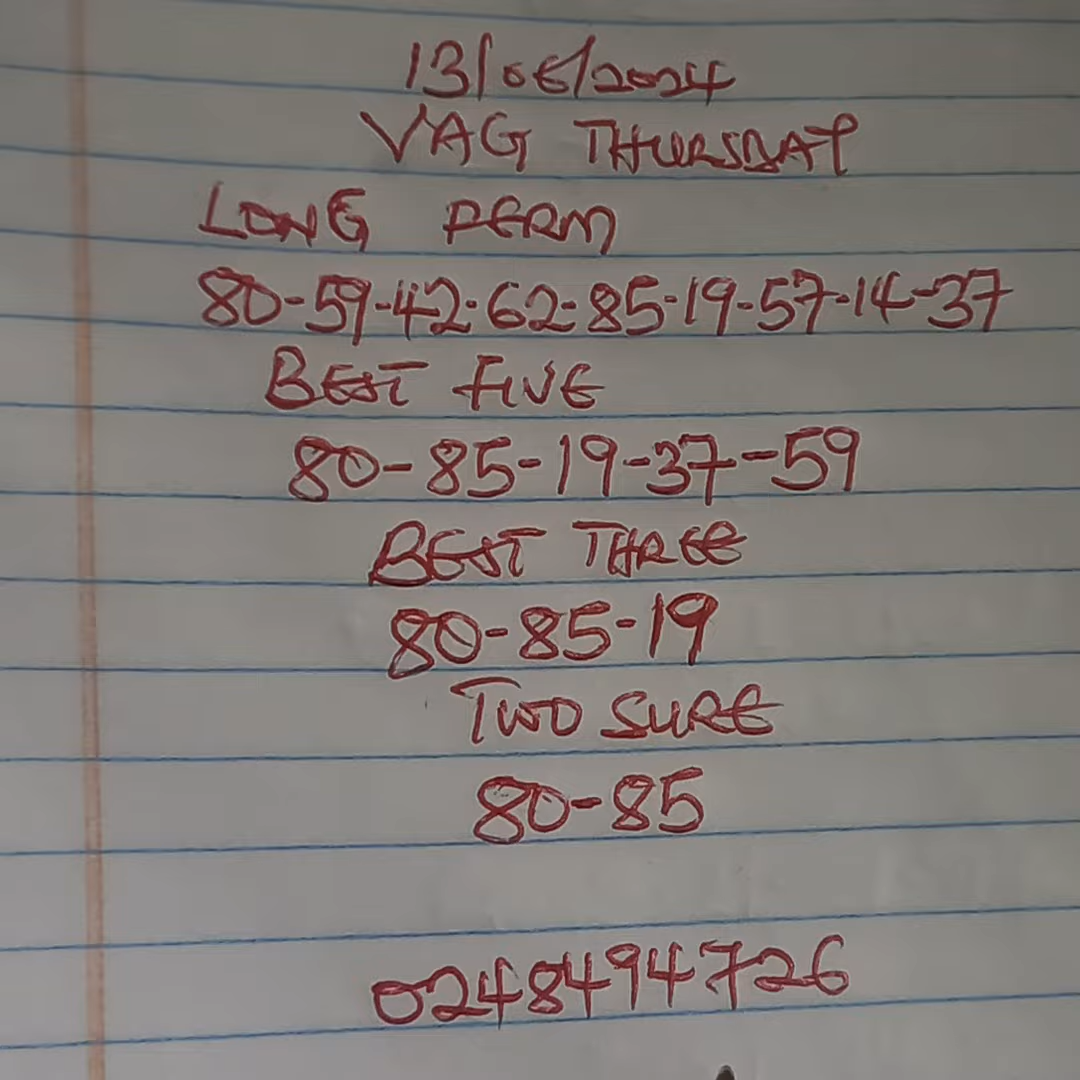 13/06/2024
VAG THURSDAY
LONG PERM
80-59-42-62-85-19-57-14-37
BEST FIVE
80-85-19-37-59
BEST THREE
80-85-19
TWO SURE
80-85
0248494726